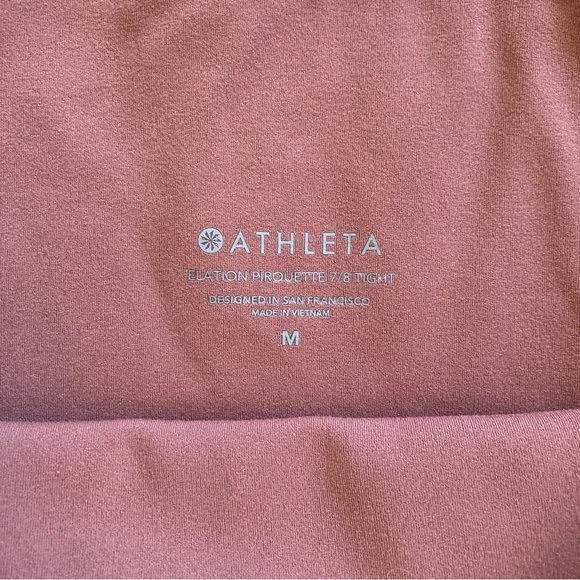 ATHLETA
ELATION PIROUETTE 7/8 TIGHT
DESIGNED IN SAN FRANCISCO
MADE IN VIETNAM
M